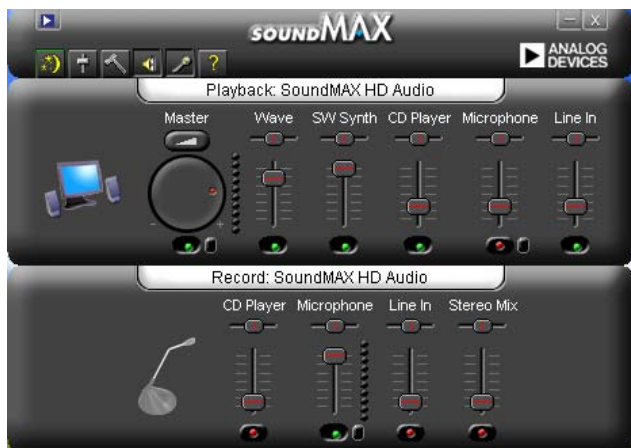 SOUNDMAX
ANALOG
DEVICES
Playback: SoundMAX HD Audio
Master Wave SW Synth CD Player Microphone Line In
Record: SoundMAX HD Audio
CD Player Microphone Line In Stereo Mix